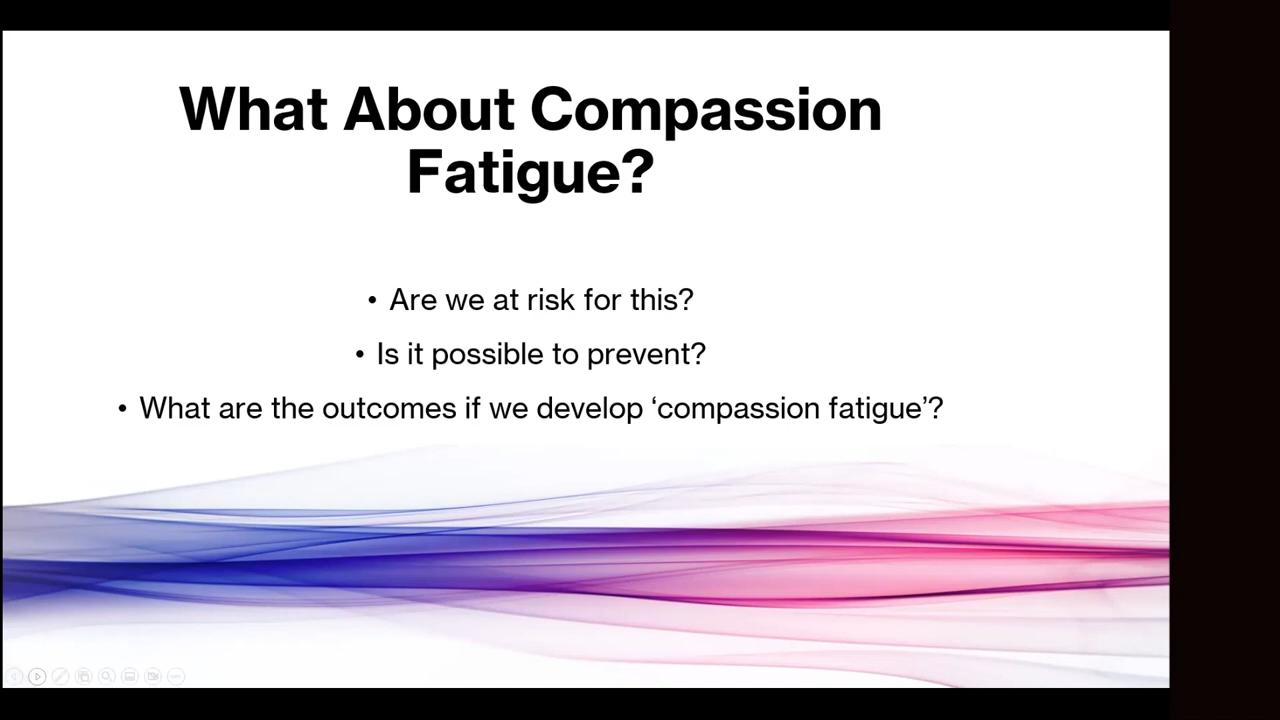 What About Compassion
Fatigue?
• Are we at risk for this?
• Is it possible to prevent?
• What are the outcomes if we develop ‘compassion fatigue’?